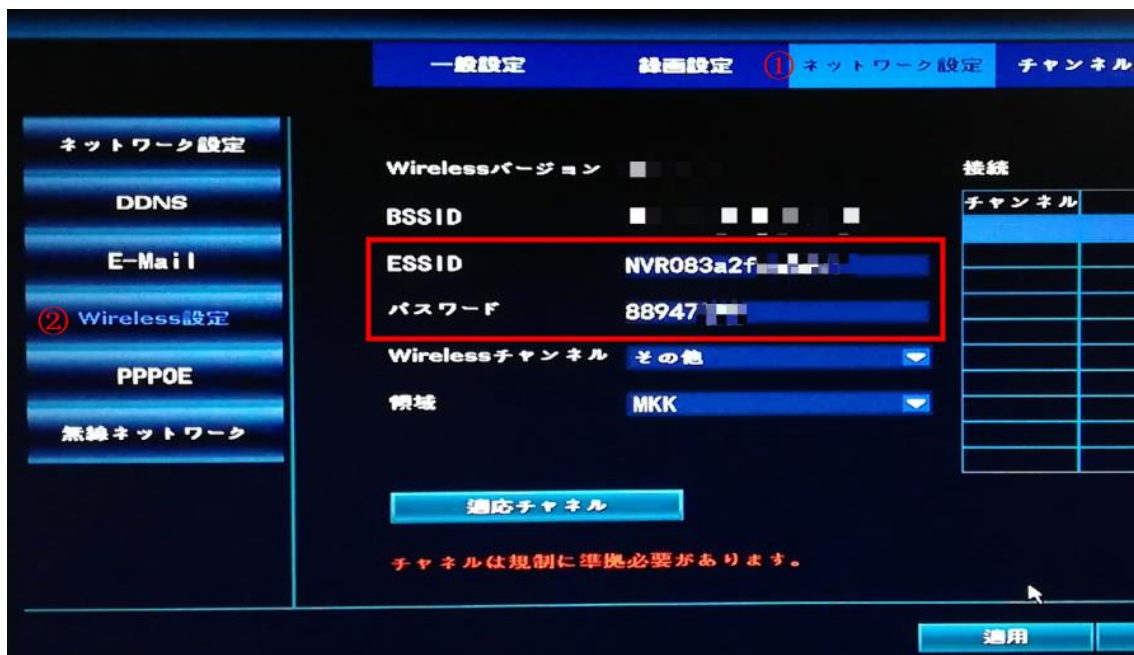 一般設定
録画設定
① ネットワーク設定
チャンネル
ネットワーク設定
DDNS
E-Mail
② Wireless設定
PPPOE
無線ネットワーク
Wirelessバージョン
BSSID
ESSID NVR083a2f
パスワード 88947
Wirelessチャンネル その他
領域 MKK
適応チャネル
チャネルは規制に準拠必要があります。
接続
チャンネル
適用